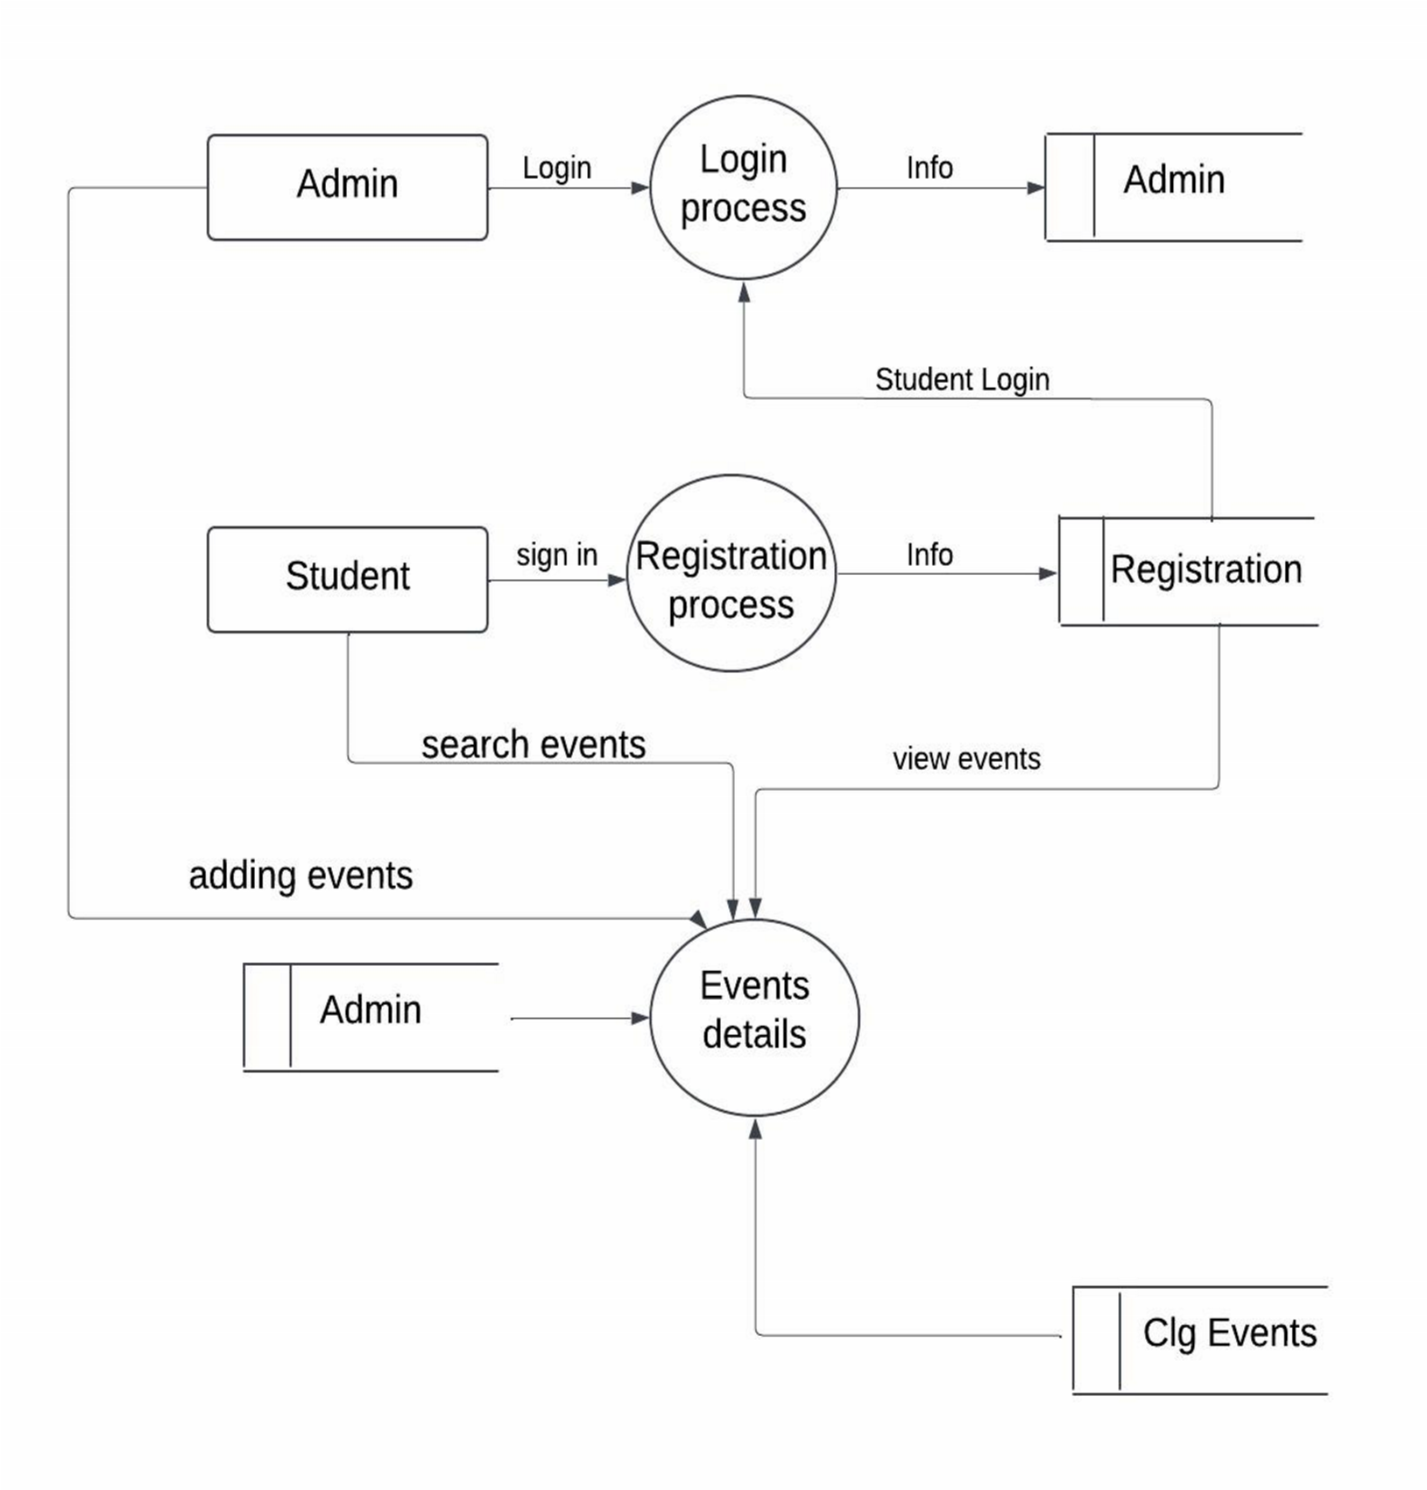 Admin
Login
Login
process
Info
Admin
Student Login
Student
sign in
Registration
process
Info
Registration
search events
view events
adding events
Admin
Events
details
Clg Events